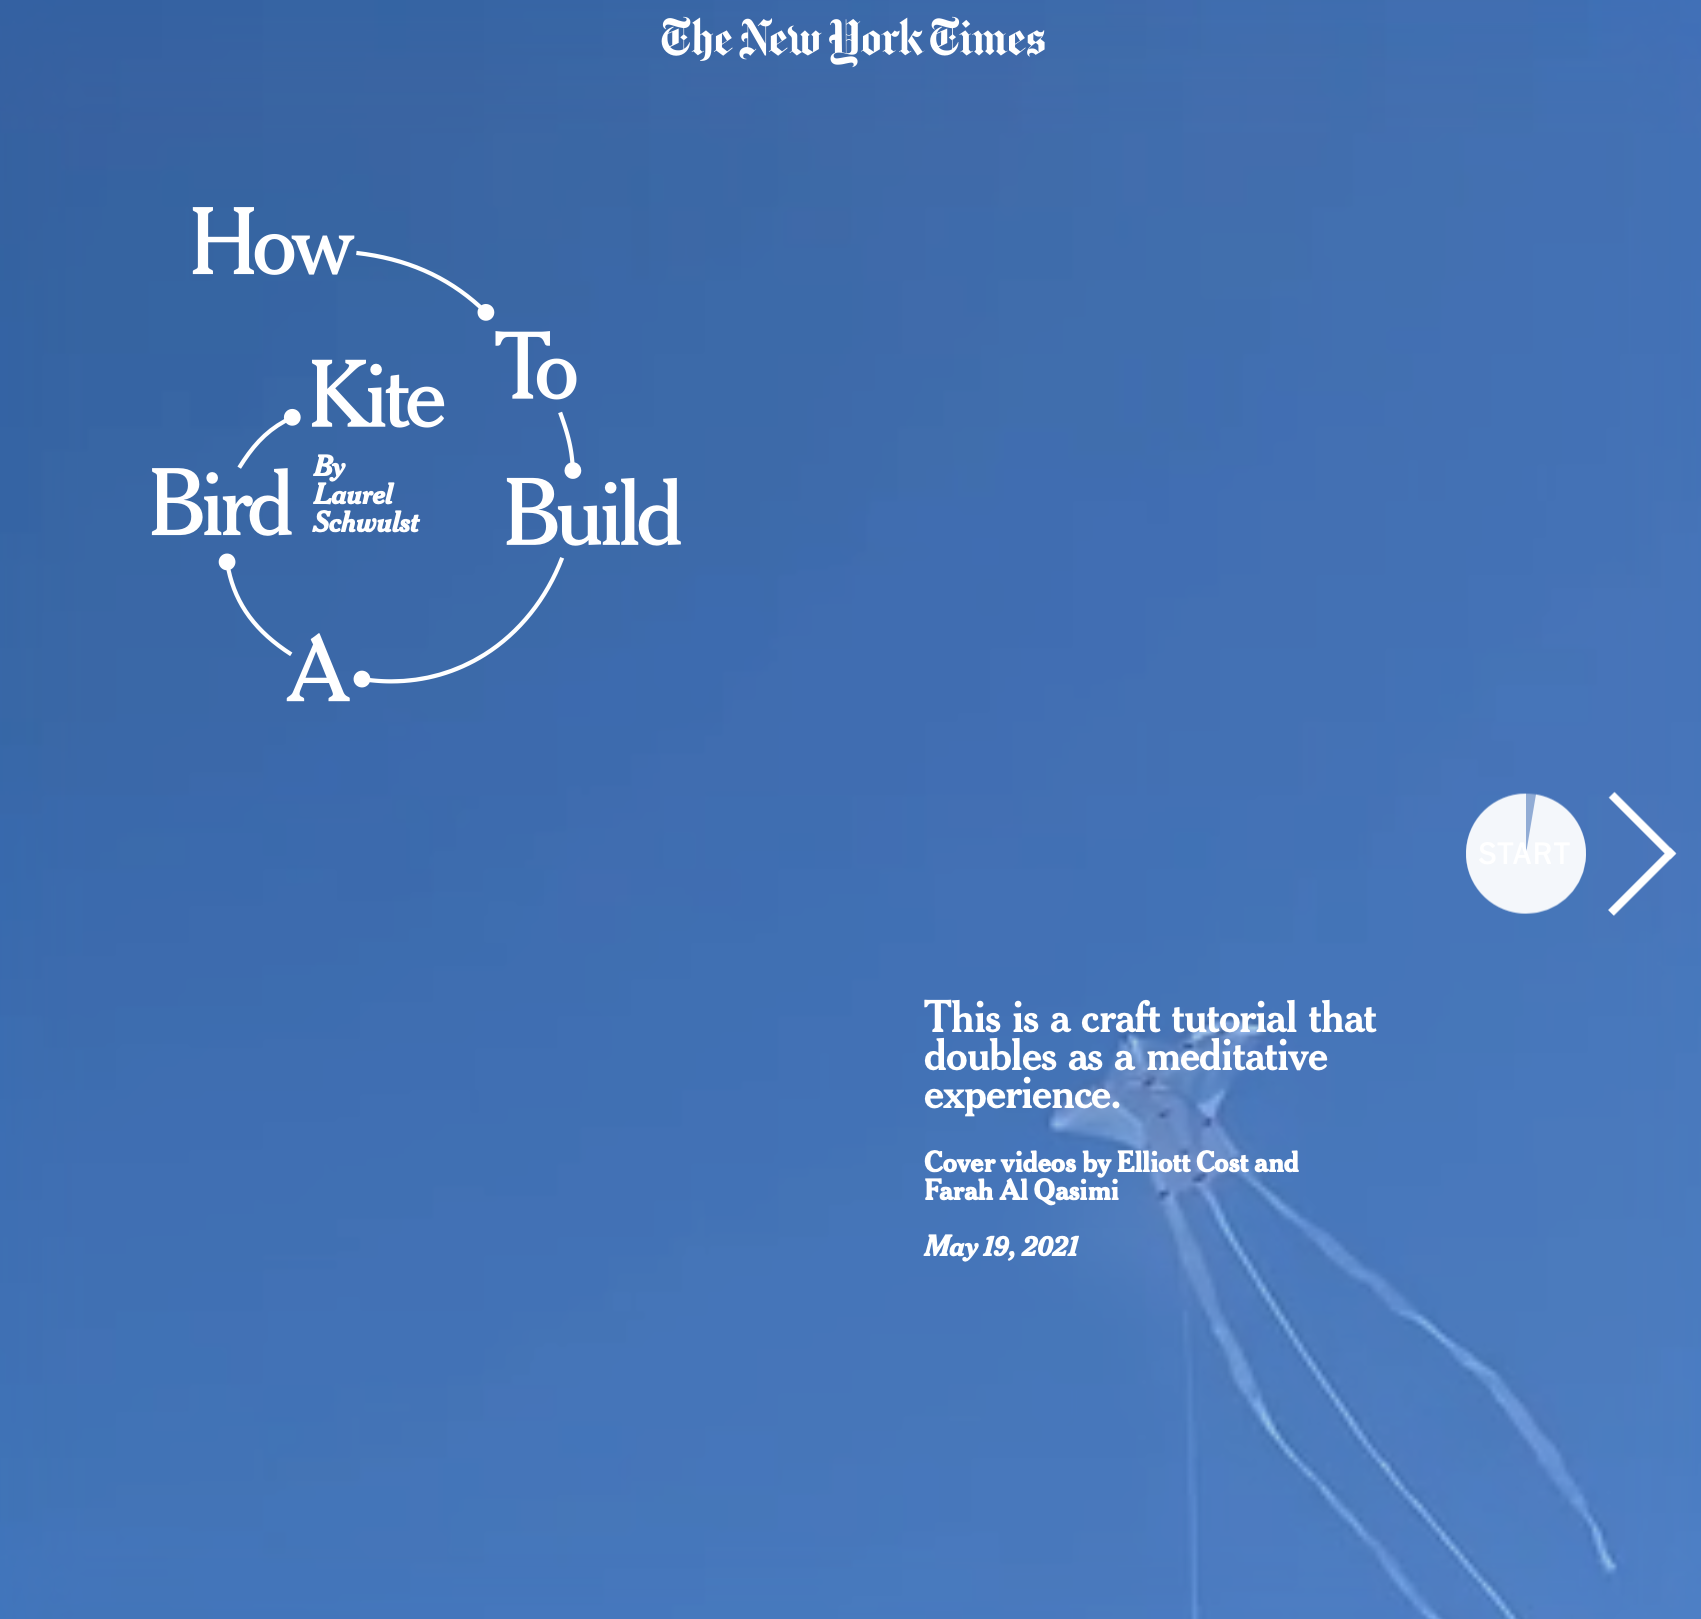 The New York Times
How
To
Build
A
Bird
Kite
By
Laurel
Schwulst
START
This is a craft tutorial that
doubles as a meditative
experience.
Cover videos by Elliott Cost and
Farah Al Qasimi
May 19, 2021